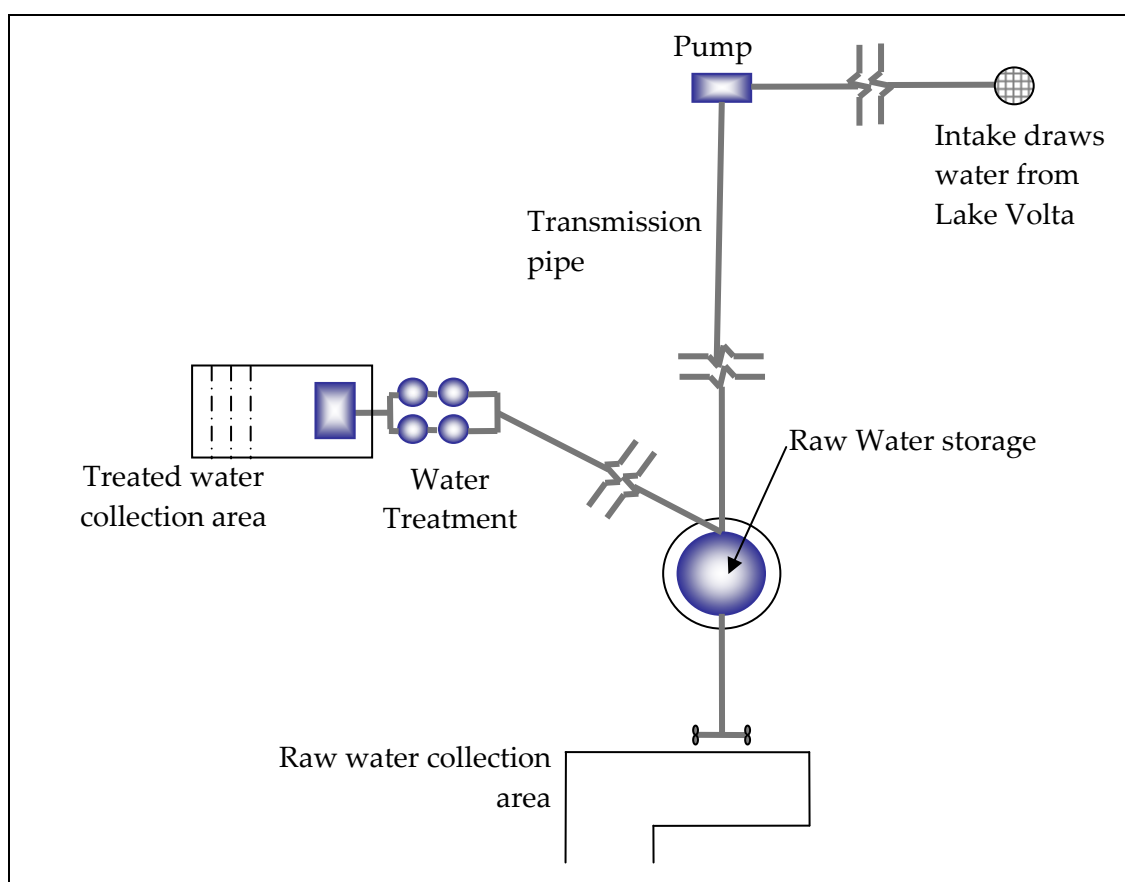 Pump
Intake draws
water from
Lake Volta
Transmission
pipe
Raw Water storage
Treated water
collection area
Water
Treatment
Raw water collection
area